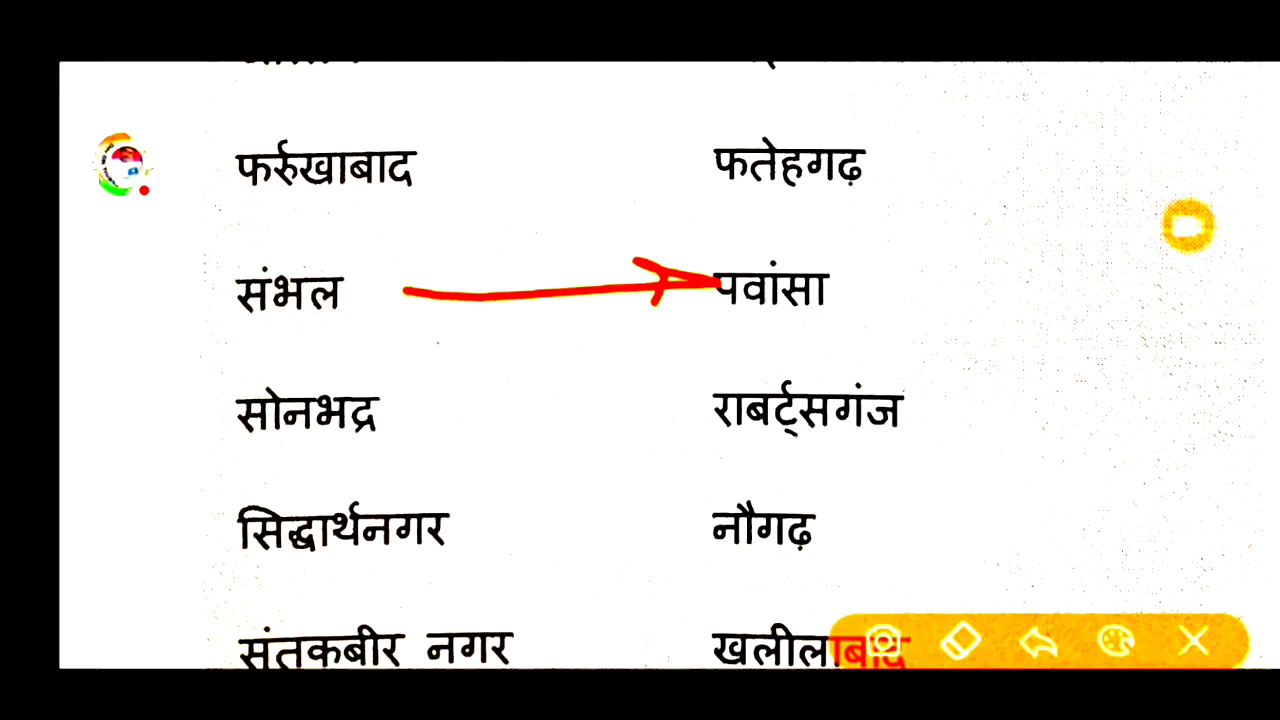 फर्रुखाबाद फतेहगढ़
संभल पवांसा
सोनभद्र राबर्ट्सगंज
सिद्धार्थनगर नौगढ़
संतकबीर नगर खलीलाबाद